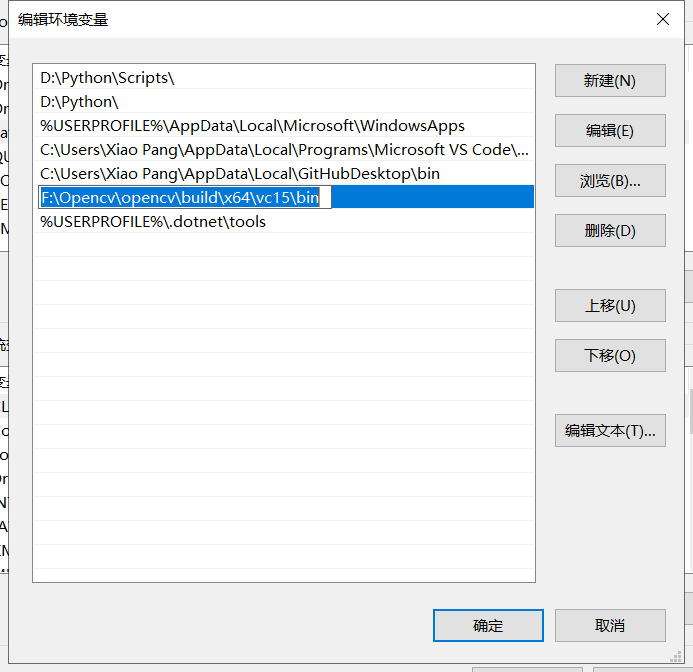 编辑环境变量
D:\Python\Scripts\
D:\Python\
%USERPROFILE%\AppData\Local\Microsoft\WindowsApps
C:\Users\Xiao Pang\AppData\Local\Programs\Microsoft VS Code\...
C:\Users\Xiao Pang\AppData\Local\GitHubDesktop\bin
F:\Opencv\opencv\build\x64\vc15\bin
%USERPROFILE%\.dotnet\tools
新建(N)
编辑(E)
浏览(B)...
删除(D)
上移(U)
下移(O)
编辑文本(T)...
确定
取消